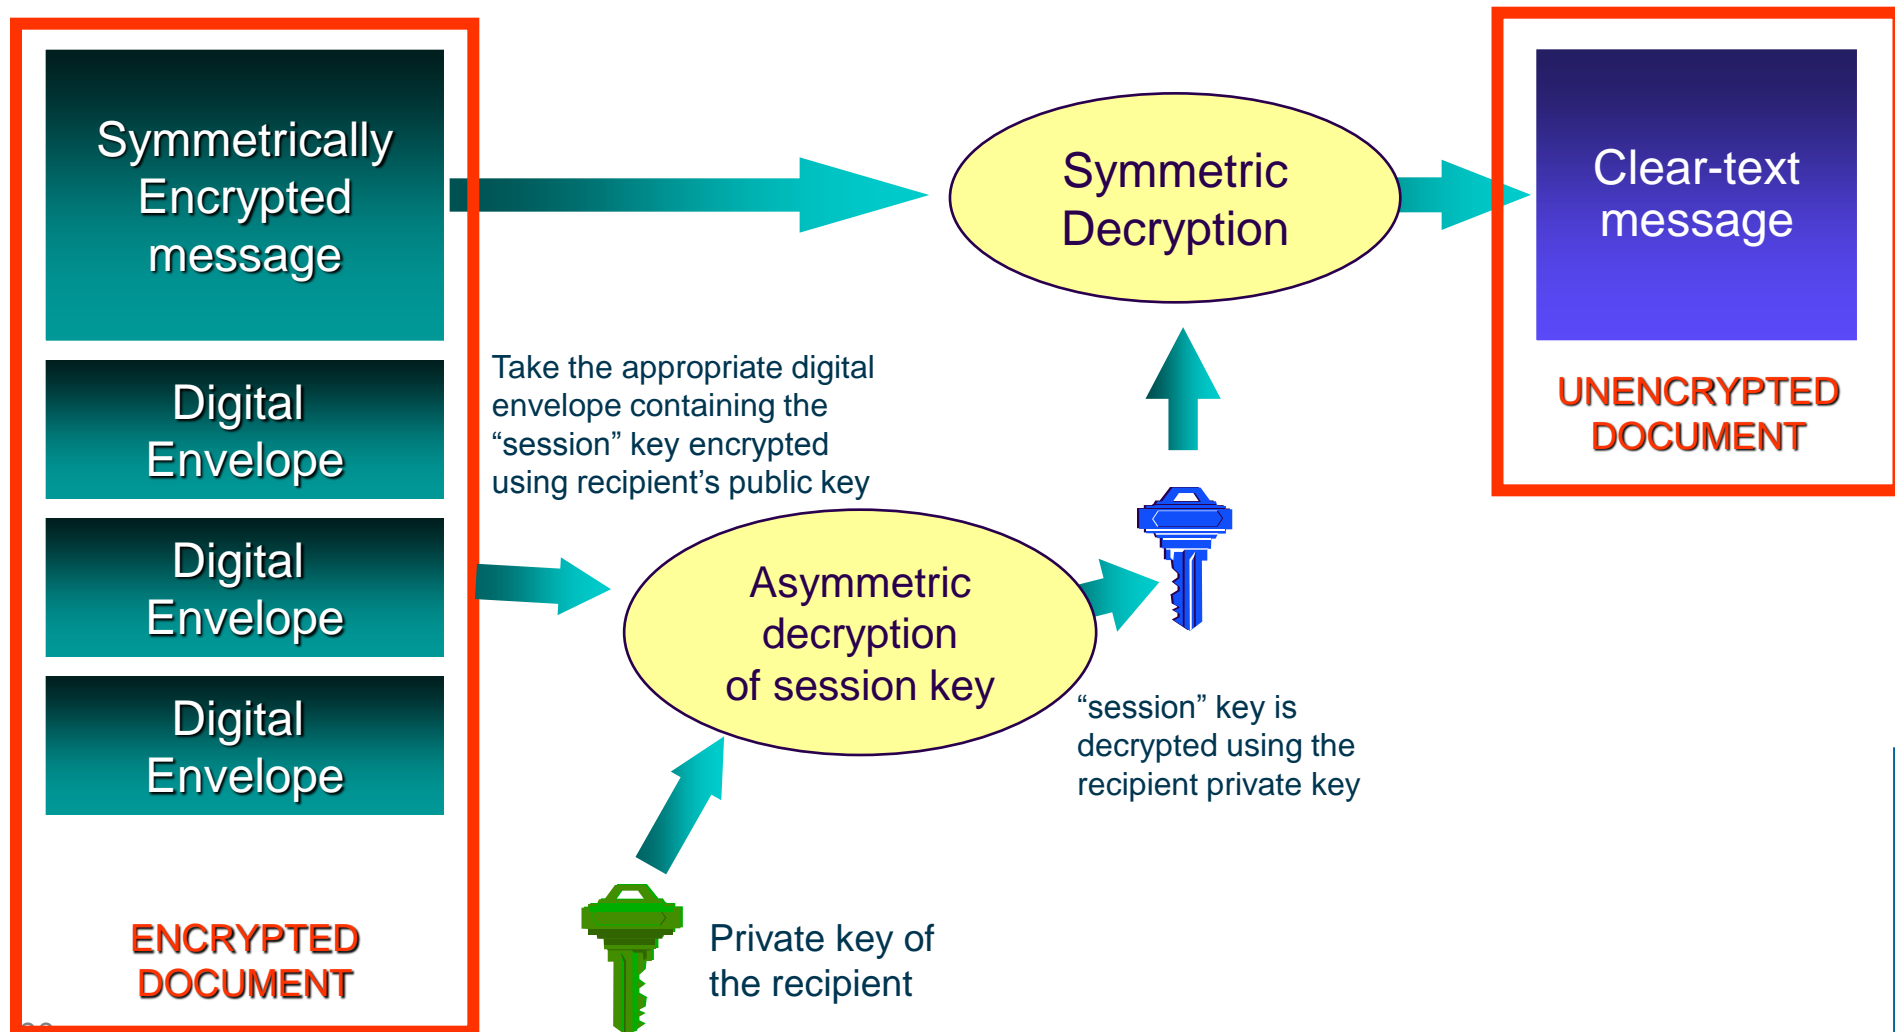 Symmetrically
Encrypted
message
Digital
Envelope
Digital
Envelope
Digital
Envelope
ENCRYPTED
DOCUMENT
Take the appropriate digital
envelope containing the
“session” key encrypted
using recipient’s public key
Symmetric
Decryption
Asymmetric
decryption
of session key
“session” key is
decrypted using the
recipient private key
Private key of
the recipient
Clear-text
message
UNENCRYPTED
DOCUMENT